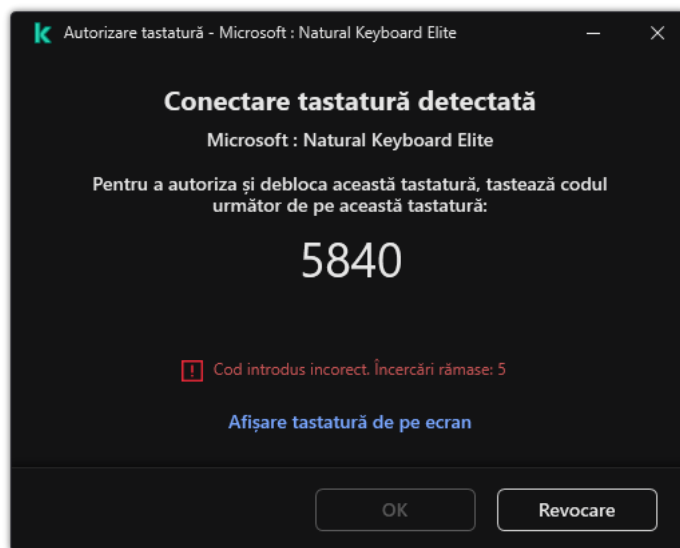 Autorizare tastatură - Microsoft : Natural Keyboard Elite
Conectare tastatură detectată
Microsoft : Natural Keyboard Elite
Pentru a autoriza și debloca această tastatură, tastează codul
următor de pe această tastatură:
5840
Cod introdus incorect. Încercări rămase: 5
Afișare tastatură de pe ecran
OK
Revocare